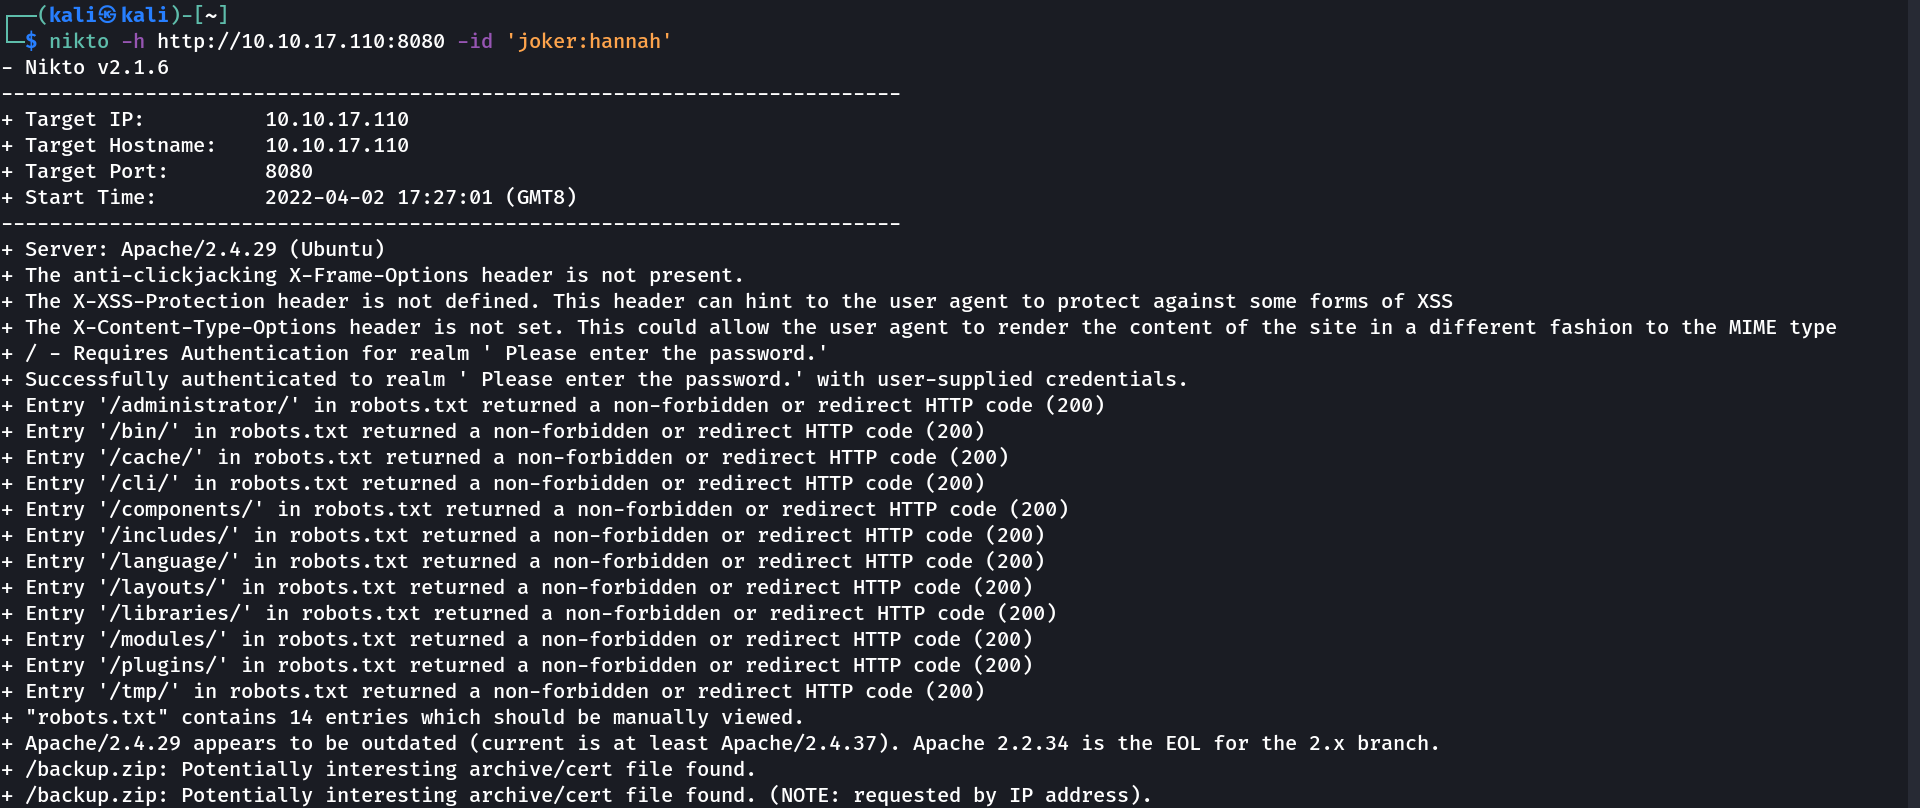 ┌──(kali㉿kali)-[~]
└─$ nikto -h http://10.10.17.110:8080 -id 'joker:hannah'
- Nikto v2.1.6
---------------------------------------------------------------------------
+ Target IP:          10.10.17.110
+ Target Hostname:    10.10.17.110
+ Target Port:        8080
+ Start Time:         2022-04-02 17:27:01 (GMT8)
---------------------------------------------------------------------------
+ Server: Apache/2.4.29 (Ubuntu)
+ The anti-clickjacking X-Frame-Options header is not present.
+ The X-XSS-Protection header is not defined. This header can hint to the user agent to protect against some forms of XSS
+ The X-Content-Type-Options header is not set. This could allow the user agent to render the content of the site in a different fashion to the MIME type
+ / - Requires Authentication for realm ' Please enter the password.'
+ Successfully authenticated to realm ' Please enter the password.' with user-supplied credentials.
+ Entry '/administrator/' in robots.txt returned a non-forbidden or redirect HTTP code (200)
+ Entry '/bin/' in robots.txt returned a non-forbidden or redirect HTTP code (200)
+ Entry '/cache/' in robots.txt returned a non-forbidden or redirect HTTP code (200)
+ Entry '/cli/' in robots.txt returned a non-forbidden or redirect HTTP code (200)
+ Entry '/components/' in robots.txt returned a non-forbidden or redirect HTTP code (200)
+ Entry '/includes/' in robots.txt returned a non-forbidden or redirect HTTP code (200)
+ Entry '/language/' in robots.txt returned a non-forbidden or redirect HTTP code (200)
+ Entry '/layouts/' in robots.txt returned a non-forbidden or redirect HTTP code (200)
+ Entry '/libraries/' in robots.txt returned a non-forbidden or redirect HTTP code (200)
+ Entry '/modules/' in robots.txt returned a non-forbidden or redirect HTTP code (200)
+ Entry '/plugins/' in robots.txt returned a non-forbidden or redirect HTTP code (200)
+ Entry '/tmp/' in robots.txt returned a non-forbidden or redirect HTTP code (200)
+ "robots.txt" contains 14 entries which should be manually viewed.
+ Apache/2.4.29 appears to be outdated (current is at least Apache/2.4.37). Apache 2.2.34 is the EOL for the 2.x branch.
+ /backup.zip: Potentially interesting archive/cert file found.
+ /backup.zip: Potentially interesting archive/cert file found. (NOTE: requested by IP address).